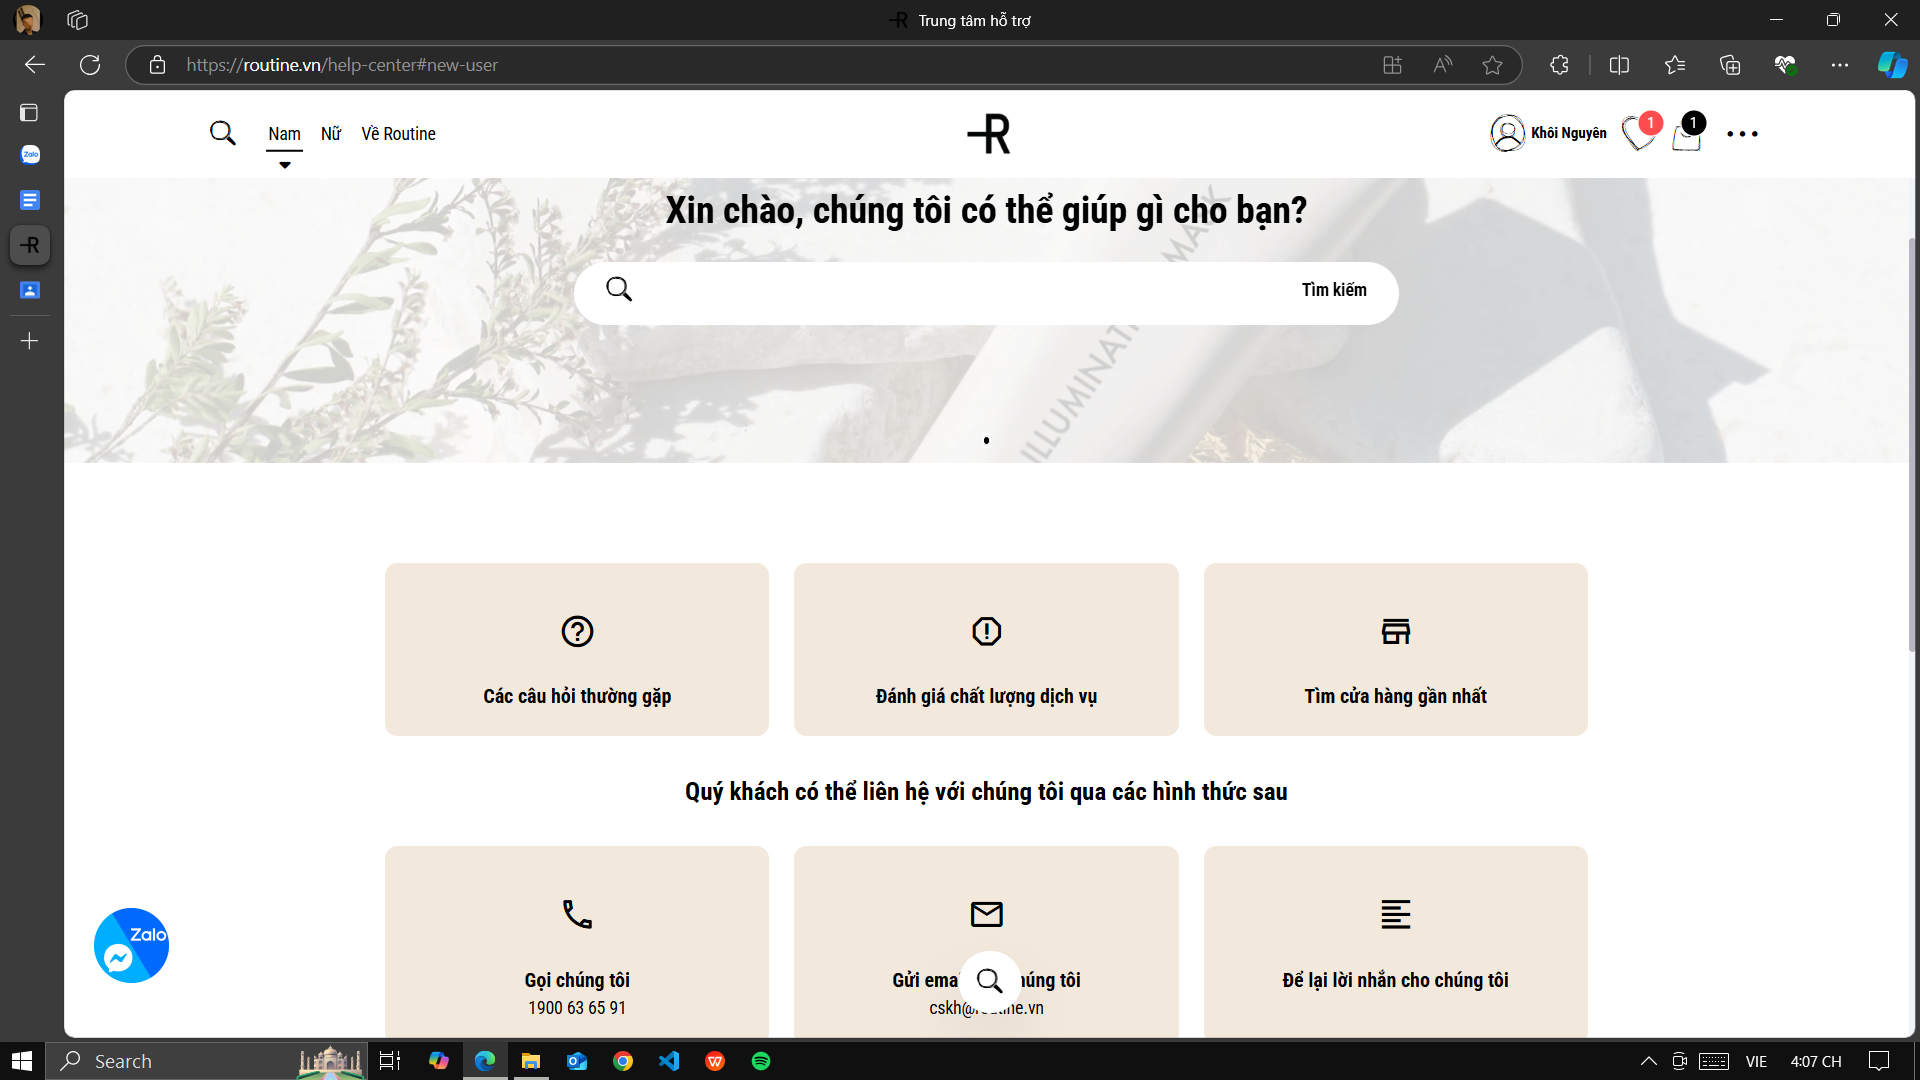 Trung tâm hỗ trợ
https://routine.vn/help-center#new-user
Nam Nữ Về Routine
R
Khôi Nguyên 1 1
Xin chào, chúng tôi có thể giúp gì cho bạn?
Tìm kiếm
Các câu hỏi thường gặp
Đánh giá chất lượng dịch vụ
Tìm cửa hàng gần nhất
Quý khách có thể liên hệ với chúng tôi qua các hình thức sau
Gọi chúng tôi
1900 63 65 91
Gửi
cskh@
Để lại lời nhắn cho chúng tôi
Zalo
Search
VIE
4:07 CH